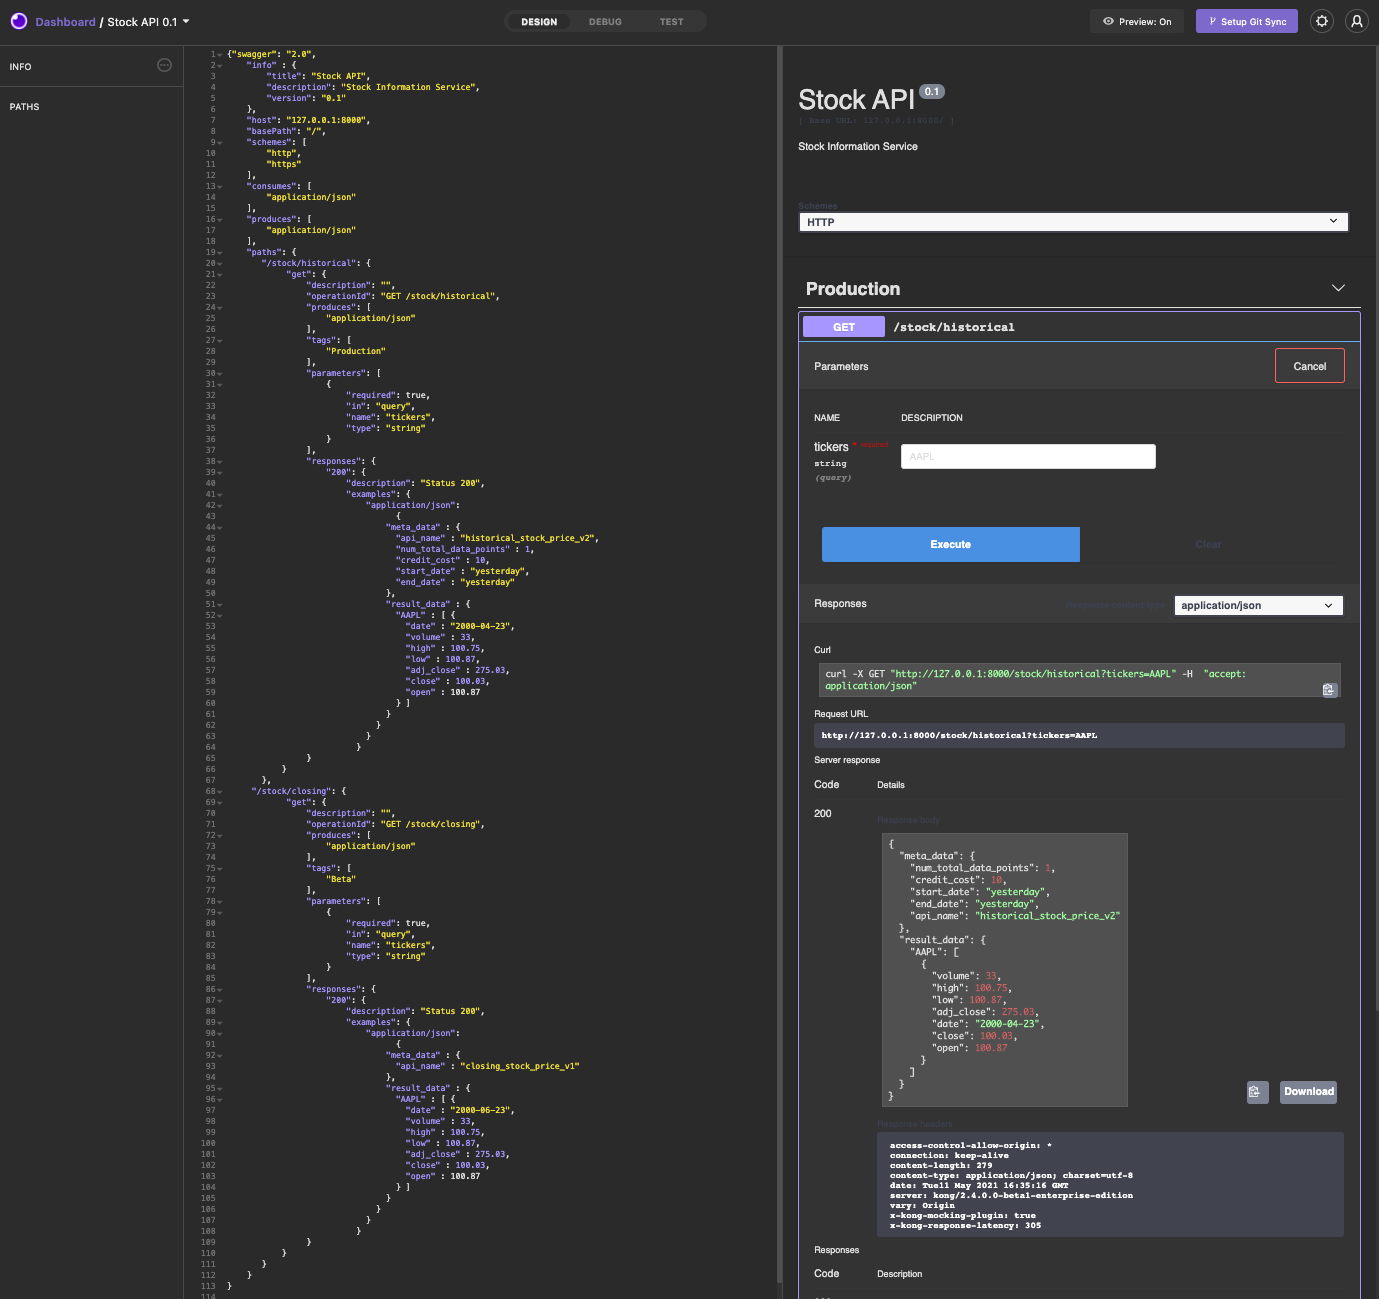 Dashboard / Stock API 0.1
DESIGN
DEBUG
TEST
Preview: On
Setup Git Sync
INFO
PATHS
1 {"swagger": "2.0",
2 "info" : {
3 "title": "Stock API",
4 "description": "Stock Information Service",
5 "version": "0.1"
6 },
7 "host": "127.0.0.1:8000",
8 "basePath": "/",
9 "schemes": [
10 "http",
11 "https"
12 ],
13 "consumes": [
14 "application/json"
15 ],
16 "produces": [
17 "application/json"
18 ],
19 "paths": {
20 "/stock/historical": {
21 "get": {
22 "description": "",
23 "operationId": "GET /stock/historical",
24 "produces": [
25 "application/json"
26 ],
27 "tags": [
28 "Production"
29 ],
30 "parameters": [
31 {
32 "required": true,
33 "in": "query",
34 "name": "tickers",
35 "type": "string"
36 }
37 ],
38 "responses": {
39 "200": {
40 "description": "Status 200",
41 "examples": {
42 "application/json":
43 {
44 "meta_data" : {
45 "api_name" : "historical_stock_price_v2",
46 "num_total_data_points" : 1,
47 "credit_cost" : 10,
48 "start_date" : "yesterday",
49 "end_date" : "yesterday"
50 },
51 "result_data" : {
52 "AAPL" : [ {
53 "date" : "2000-04-23",
54 "volume" : 33,
55 "high" : 100.75,
56 "low" : 100.87,
57 "adj_close" : 275.03,
58 "close" : 100.03,
59 "open" : 100.87
60 } ]
61 }
62 }
63 }
64 }
65 }
66 }
67 },
68 "/stock/closing": {
69 "get": {
70 "description": "",
71 "operationId": "GET /stock/closing",
72 "produces": [
73 "application/json"
74 ],
75 "tags": [
76 "Beta"
77 ],
78 "parameters": [
79 {
80 "required": true,
81 "in": "query",
82 "name": "tickers",
83 "type": "string"
84 }
85 ],
86 "responses": {
87 "200": {
88 "description": "Status 200",
89 "examples": {
90 "application/json":
91 {
92 "meta_data" : {
93 "api_name" : "closing_stock_price_v1"
94 },
95 "result_data" : {
96 "AAPL" : [ {
97 "date" : "2000-06-23",
98 "volume" : 33,
99 "high" : 100.75,
100 "low" : 100.87,
101 "adj_close" : 275.03,
102 "close" : 100.03,
103 "open" : 100.87
104 } ]
105 }
106 }
107 }
108 }
109 }
110 }
111 }
112 }
113 }
114
Stock API 0.1
[ Base URL: 127.0.0.1:8000/ ]
Stock Information Service
Schemes
HTTP
Production
GET /stock/historical
Parameters
Cancel
NAME DESCRIPTION
tickers * required
string
(query)
AAPL
Execute
Clear
Responses
Response content type
application/json
Curl
curl -X GET "http://127.0.0.1:8000/stock/historical?tickers=AAPL" -H "accept:
application/json"
Request URL
http://127.0.0.1:8000/stock/historical?tickers=AAPL
Server response
Code Details
200
Response body
{
"meta_data": {
"num_total_data_points": 1,
"credit_cost": 10,
"start_date": "yesterday",
"end_date": "yesterday",
"api_name": "historical_stock_price_v2"
},
"result_data": {
"AAPL": [
{
"volume": 33,
"high": 100.75,
"low": 100.87,
"adj_close": 275.03,
"date": "2000-04-23",
"close": 100.03,
"open": 100.87
}
]
}
}
Download
Response headers
access-control-allow-origin: *
connection: keep-alive
content-length: 279
content-type: application/json; charset=utf-8
date: Tue11 May 2021 16:35:16 GMT
server: kong/2.4.0.0-beta1-enterprise-edition
vary: Origin
x-kong-mocking-plugin: true
x-kong-response-latency: 305
Responses
Code Description